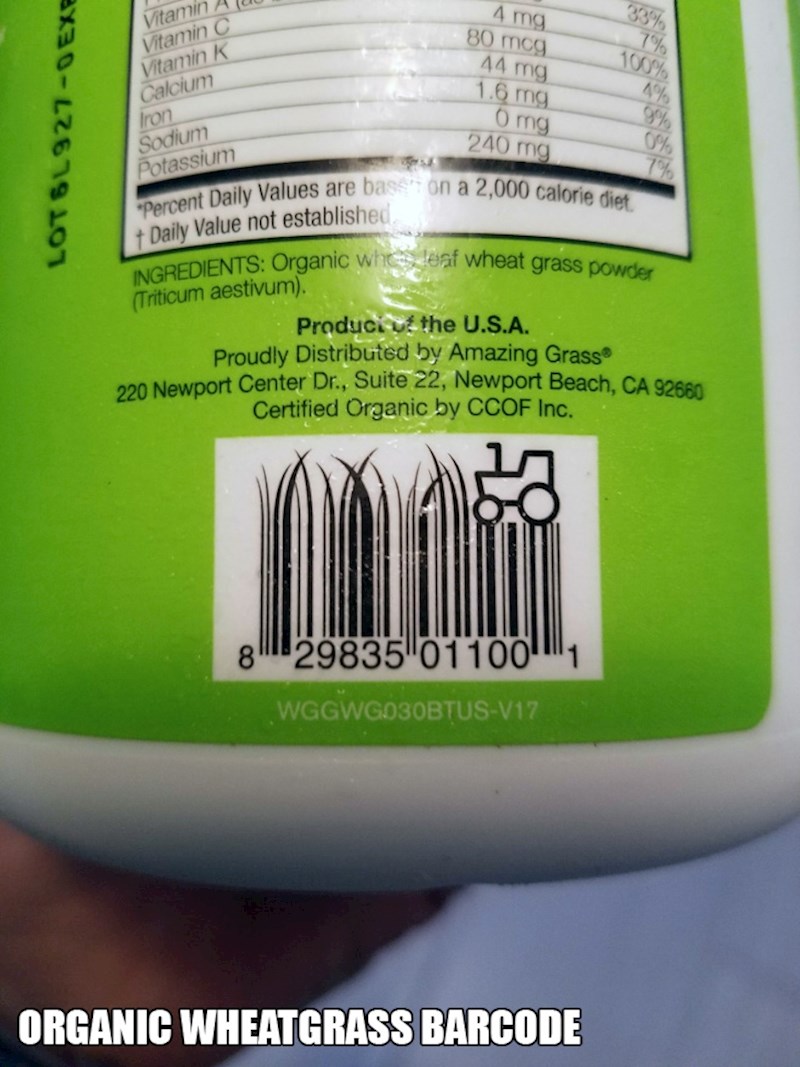 Vitamin A
33%
Vitamin C 4 mg 7%
Vitamin K 80 mcg 100%
Calcium 44 mg 4%
Iron 1.6 mg 9%
Sodium 0 mg 0%
Potassium 240 mg 7%
*Percent Daily Values are based on a 2,000 calorie diet.
† Daily Value not established
INGREDIENTS: Organic whole leaf wheat grass powder
(Triticum aestivum).
Product of the U.S.A.
Proudly Distributed by Amazing Grass®
220 Newport Center Dr., Suite 22, Newport Beach, CA 92660
Certified Organic by CCOF Inc.
8 29835 01100 1
WGGWG030BTUS-V17
LOT 6L927-0 EXP
ORGANIC WHEATGRASS BARCODE